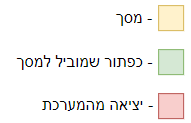 - מסך
- כפתור שמוביל למסך
- יציאה מהמערכת